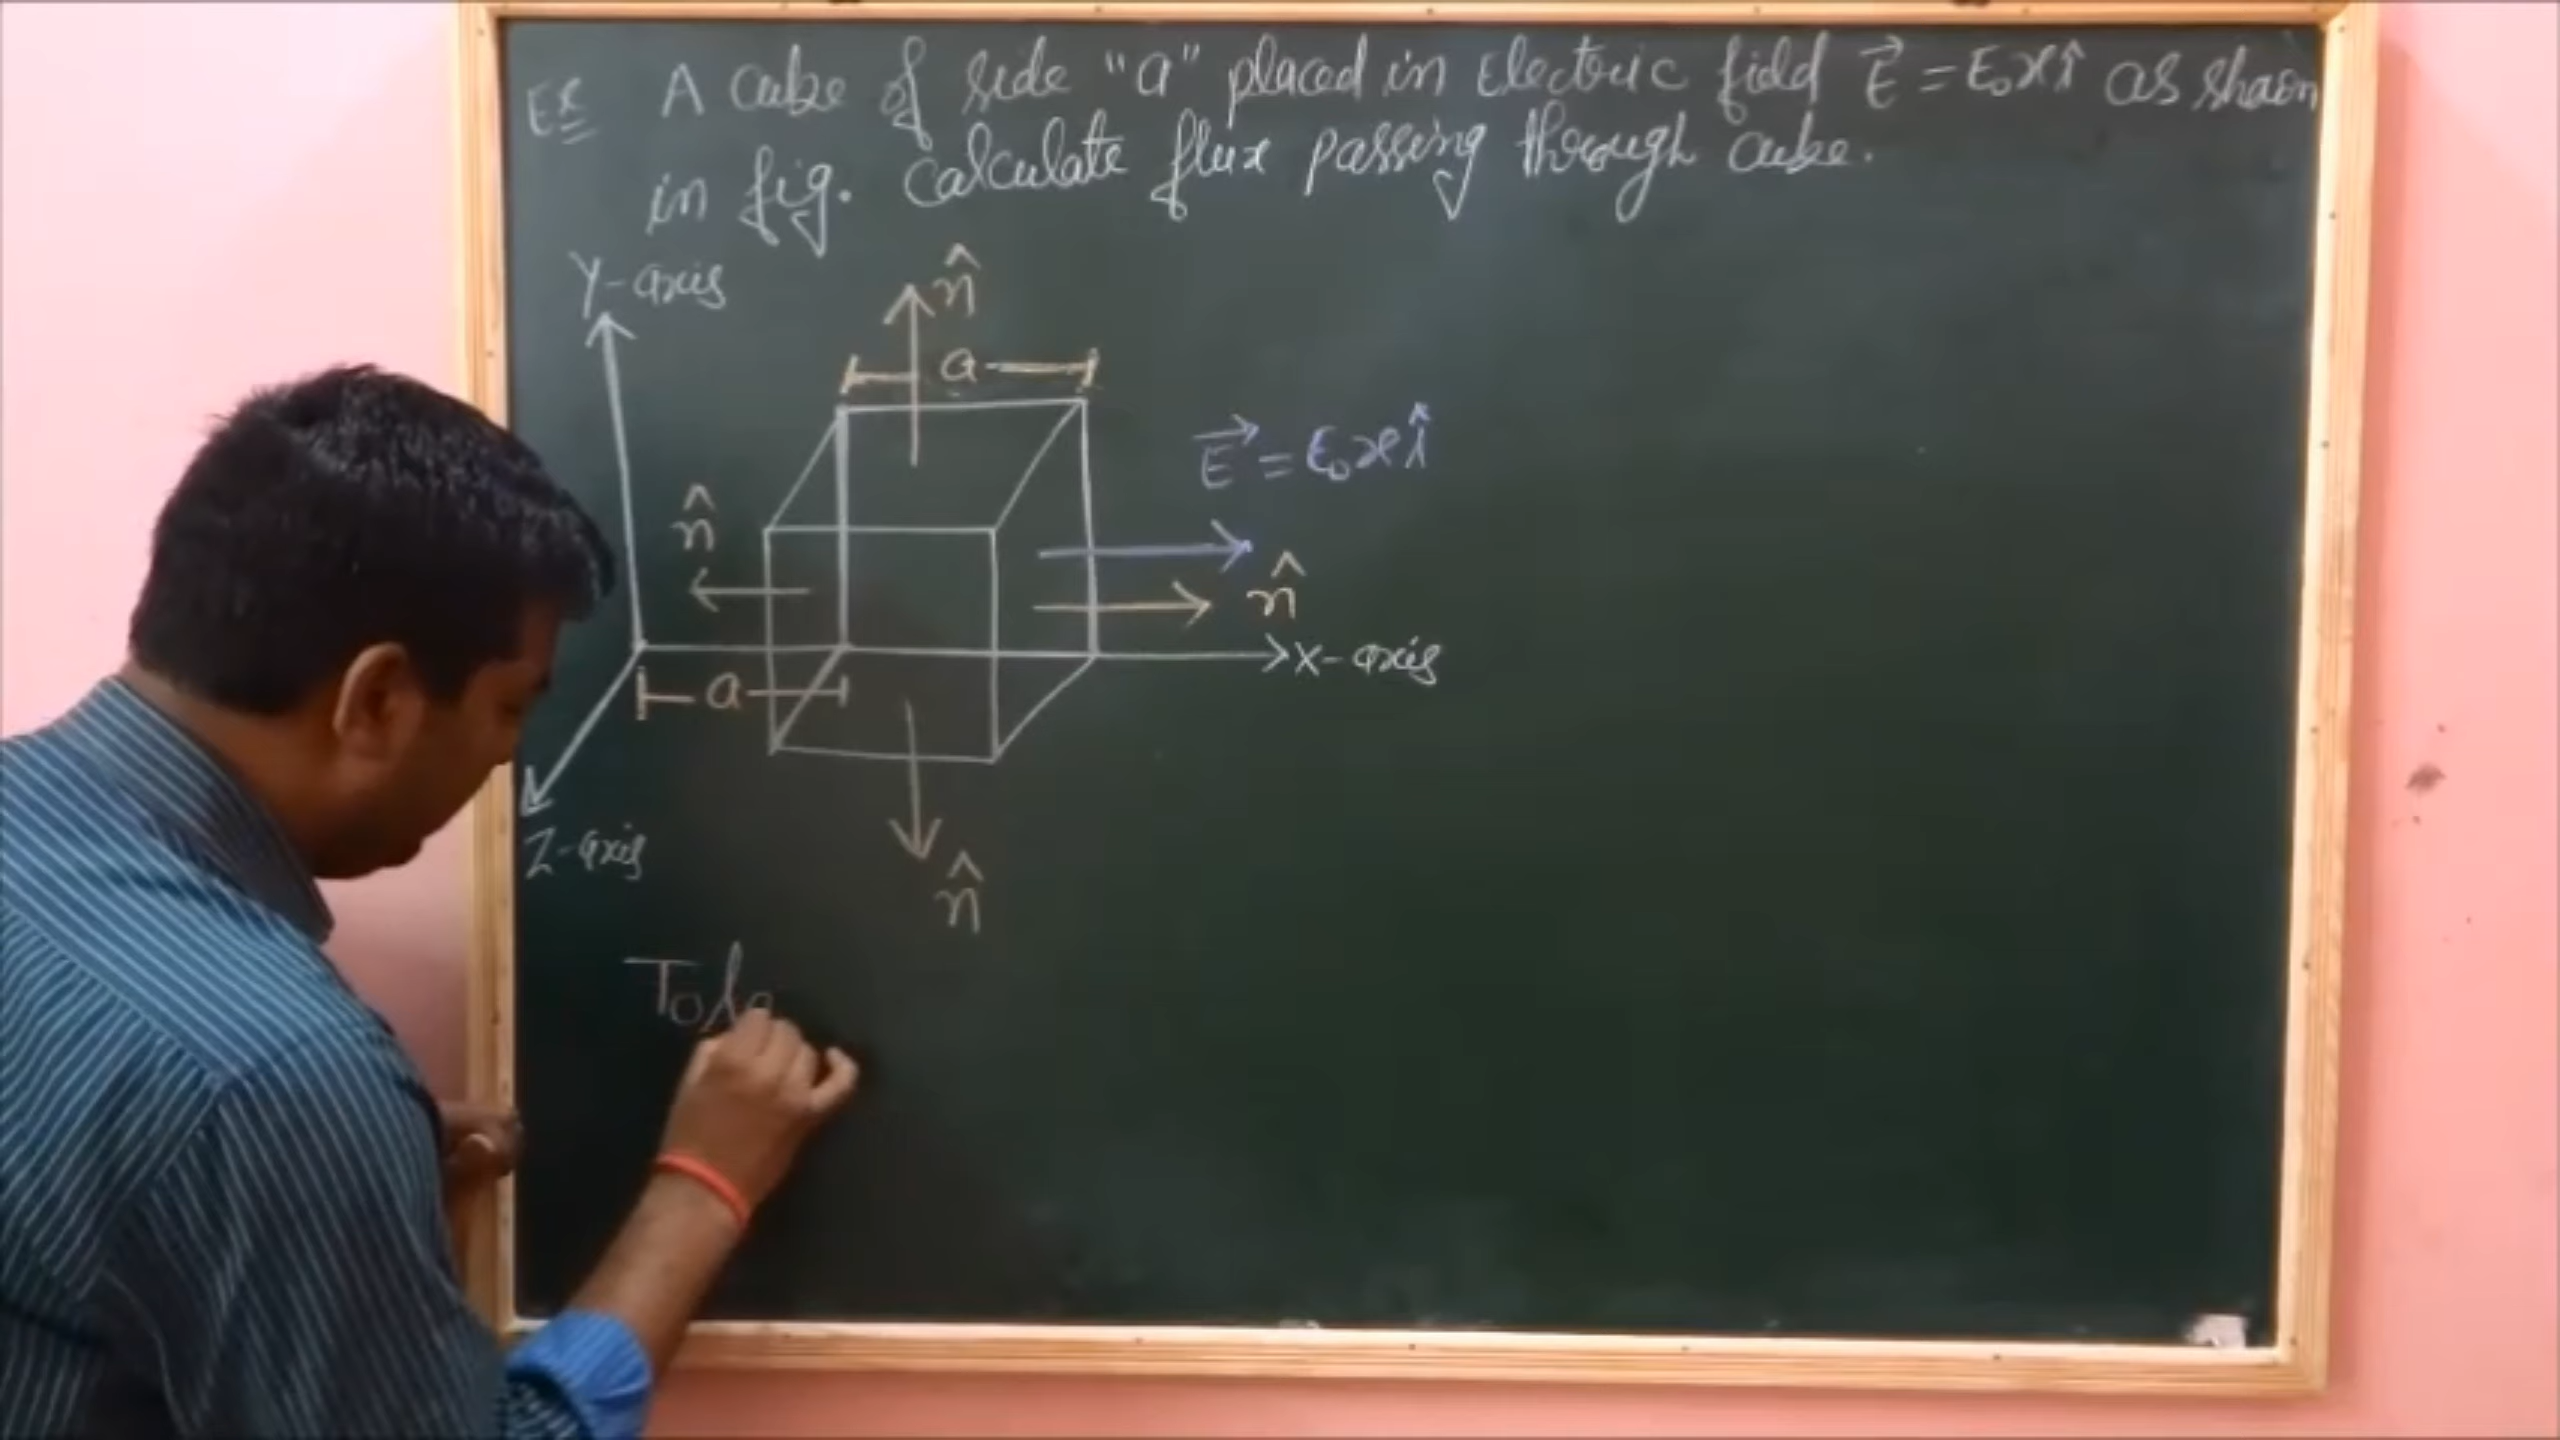 Ex A cube of side "a" placed in Electric field E⃗ = E₀xî as shown
in fig. Calculate flux passing through cube.
Y-axis
n̂
a
E⃗ = E₀xî
n̂
n̂
X-axis
a
Z-axis
n̂